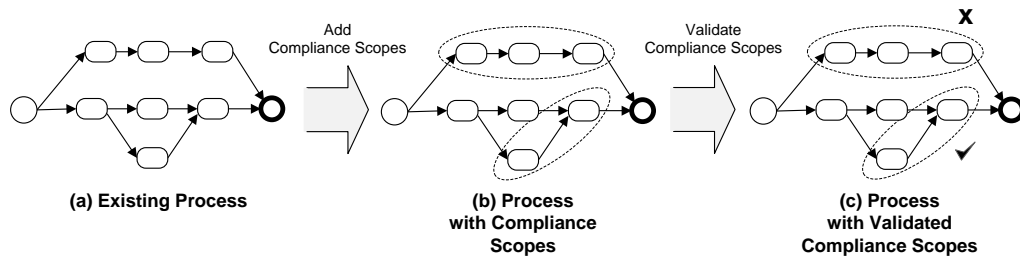 Add
Compliance Scopes
Validate
Compliance Scopes
X
(a) Existing Process
(b) Process
with Compliance
Scopes
(c) Process
with Validated
Compliance Scopes